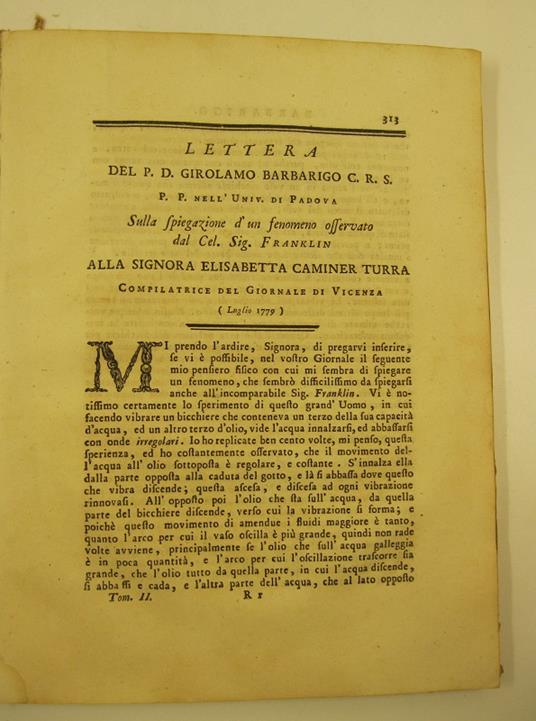 313
LETTERA
DEL P. D. GIROLAMO BARBARIGO C. R. S.
P. P. NELL' UNIV. DI PADOVA
Sulla ſpiegazione d'un fenomeno oſſervato
dal Cel. Sig. FRANKLIN
ALLA SIGNORA ELISABETTA CAMINER TURRA
COMPILATRICE DEL GIORNALE DI VICENZA
( Luglio 1779 )
MI prendo l'ardire, Signora, di pregarvi inſerire,
ſe vi è poſſibile, nel voſtro Giornale il ſeguente
mio penſiero fiſico con cui mi ſembra di ſpiegare
un fenomeno, che ſembrò difficiliſſimo da ſpiegarſi
anche all'incomparabile Sig. Franklin. Vi è no-
tiſſimo certamente lo ſperimento di queſto grand' Uomo, in cui
facendo vibrare un bicchiere che conteneva un terzo della ſua capacità
d'acqua, ed un altro terzo d'olio, vide l'acqua innalzarſi, ed abbaſſarſi
con onde irregolari. Io ho replicate ben cento volte, mi penſo, queſta
ſperienza, ed ho coſtantemente oſſervato, che il movimento del-
l'acqua all' olio sottopoſta è regolare, e coſtante. S'innalza ella
dalla parte oppoſta alla caduta del gotto, e là ſi abbaſſa dove queſto
che vibra diſcende; queſta aſceſa, e diſceſa ad ogni vibrazione
rinnovaſi. All' oppoſto poi l'olio che ſta ſull' acqua, da quella
parte del bicchiere diſcende, verſo cui la vibrazione ſi forma; e
poichè queſto movimento di amendue i fluidi maggiore è tanto,
quanto l'arco per cui il vaſo oſcilla è più grande, quindi non rade
volte avviene, principalmente ſe l'olio che ſull' acqua galleggia
è in poca quantità, e l'arco per cui l'oſcillazione traſcorre ſia
grande, che l'olio tutto da quella parte, in cui l'acqua diſcende,
ſi abbaſſi e cada, e l'altra parte dell'acqua, che al lato oppoſto
Tom. II. R r